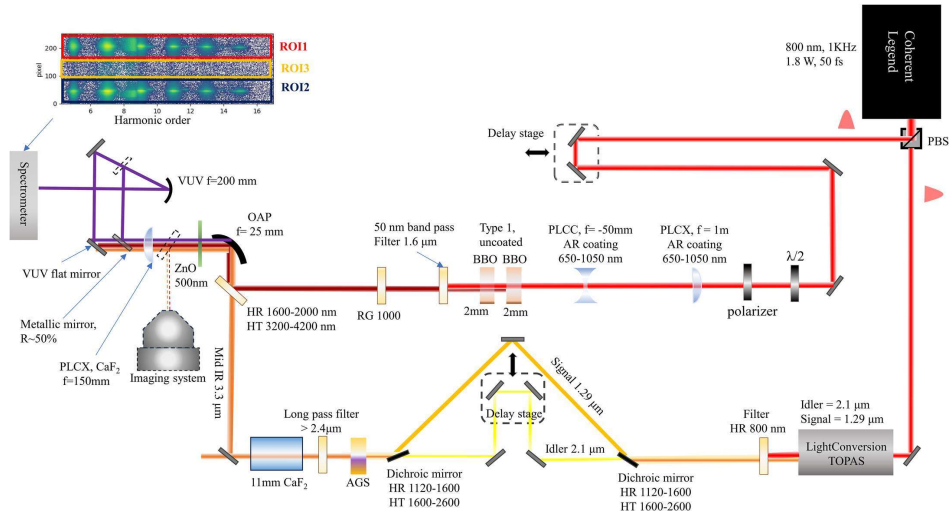 ROI1
ROI3
ROI2
pixel
200
100
0
6
8
10
12
14
16
Harmonic order
Spectrometer
VUV f=200 mm
VUV flat mirror
Metallic mirror,
R~50%
PLCX, CaF2
f=150mm
Imaging system
ZnO
500nm
OAP
f= 25 mm
HR 1600-2000 nm
HT 3200-4200 nm
Mid IR 3.3
μm
RG 1000
50 nm band pass
Filter 1.6 μm
Type 1,
uncoated
BBO BBO
2mm
2mm
PLCC, f= -50mm
AR coating
650-1050 nm
PLCX, f = 1m
AR coating
650-1050 nm
polarizer
λ/2
Delay stage
800 nm, 1KHz
1.8 W, 50 fs
Coherent
Legend
PBS
11mm CaF2
Long pass filter
> 2.4μm
AGS
Dichroic mirror
HR 1120-1600
HT 1600-2600
Delay stage
Signal 1.29 μm
Idler 2.1 μm
Dichroic mirror
HR 1120-1600
HT 1600-2600
Filter
HR 800 nm
Idler = 2.1 μm
Signal = 1.29 μm
LightConversion
TOPAS